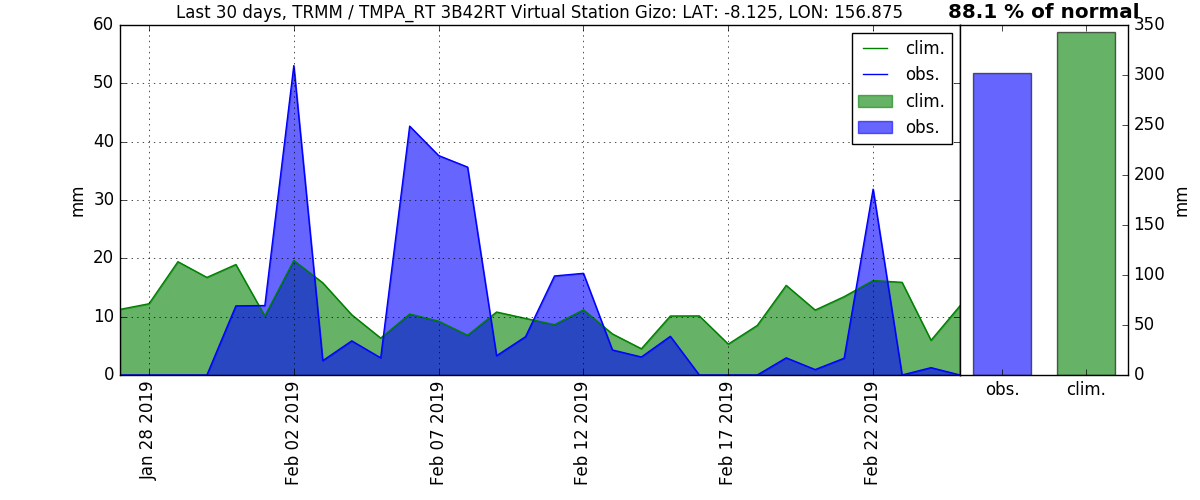 Last 30 days, TRMM / TMPA_RT 3B42RT Virtual Station Gizo: LAT: -8.125, LON: 156.875
88.1 % of normal
mm
60
50
40
30
20
10
0
clim.
obs.
clim.
obs.
Jan 28 2019
Feb 02 2019
Feb 07 2019
Feb 12 2019
Feb 17 2019
Feb 22 2019
350
300
250
200
150
100
50
0
mm
obs.
clim.